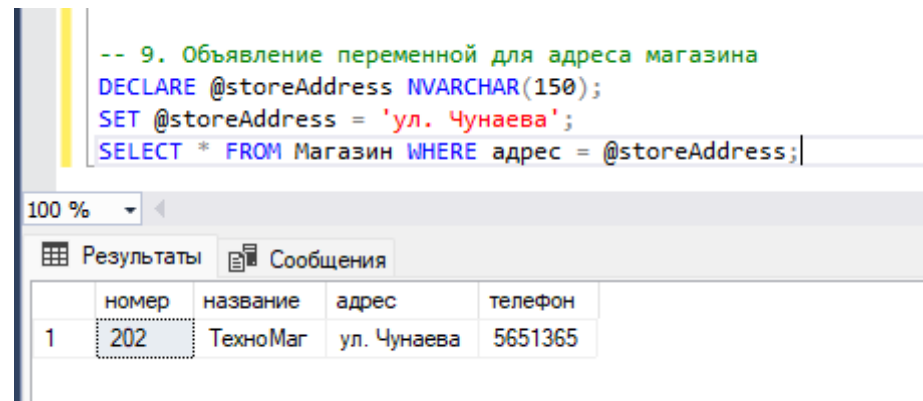 -- 9. Объявление переменной для адреса магазина
DECLARE @storeAddress NVARCHAR(150);
SET @storeAddress = 'ул. Чунаева';
SELECT * FROM Магазин WHERE адрес = @storeAddress;
100 %
Результаты Сообщения
номер название адрес телефон
1 202 ТехноМаг ул. Чунаева 5651365